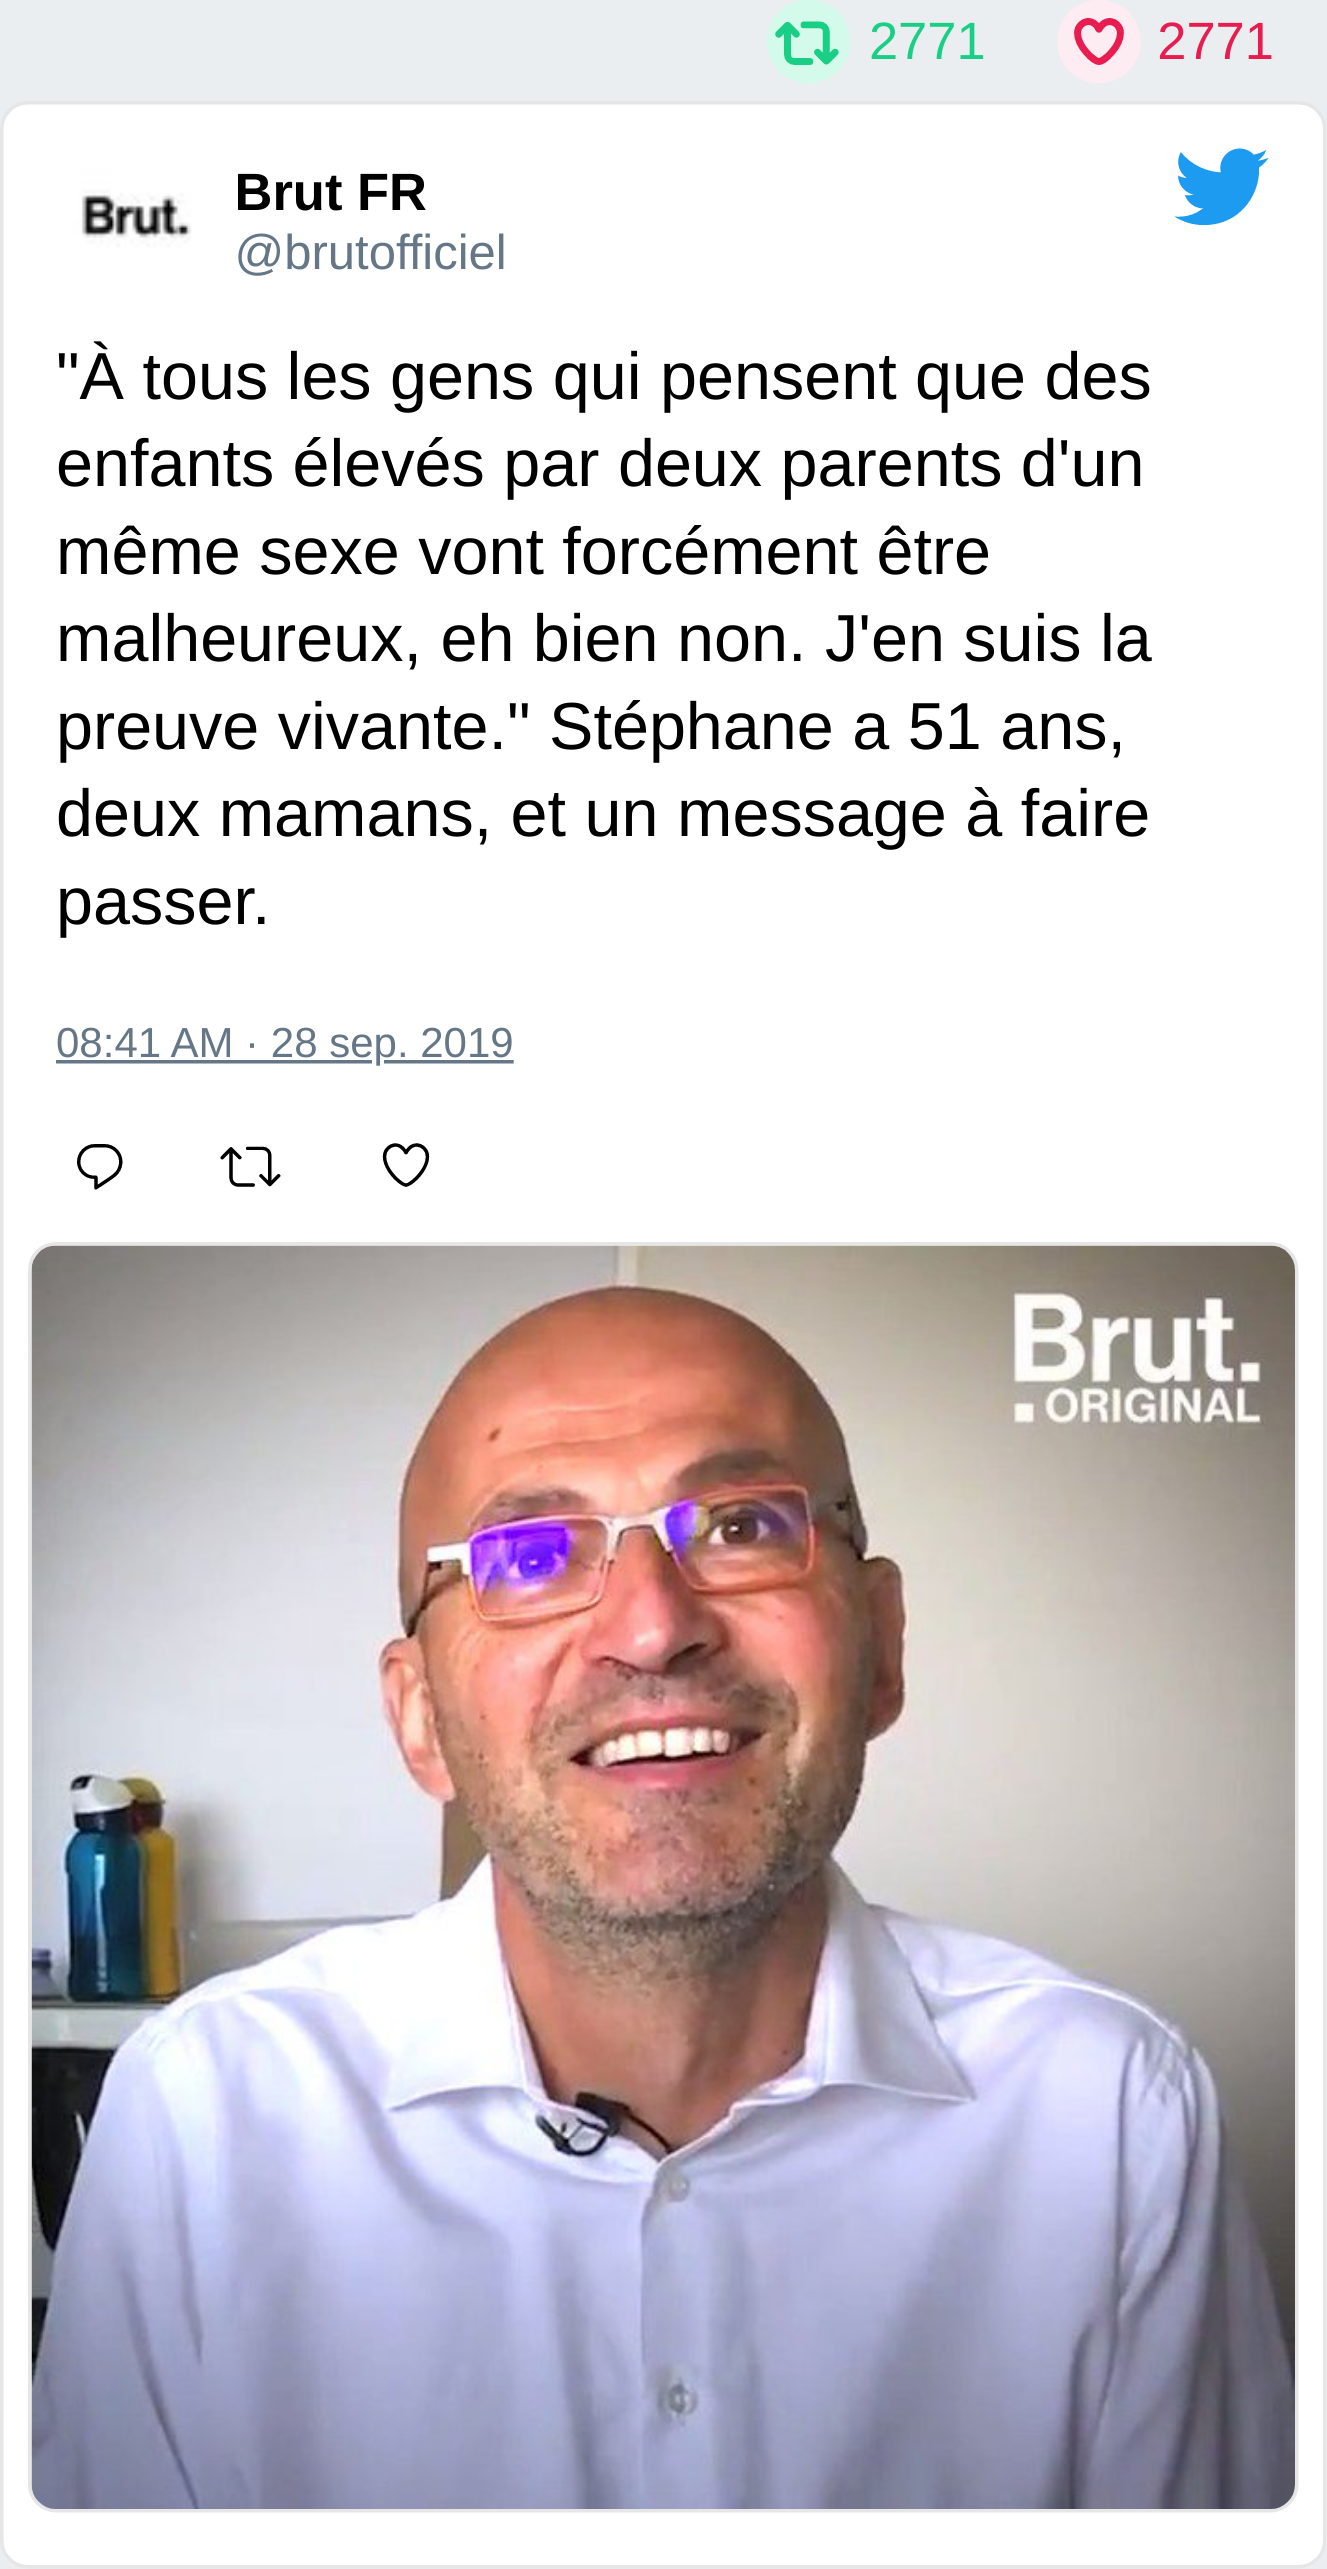 2771 2771
Brut.
Brut FR
@brutofficiel
"À tous les gens qui pensent que des
enfants élevés par deux parents d'un
même sexe vont forcément être
malheureux, eh bien non. J'en suis la
preuve vivante." Stéphane a 51 ans,
deux mamans, et un message à faire
passer.
08:41 AM · 28 sep. 2019
Brut.
ORIGINAL